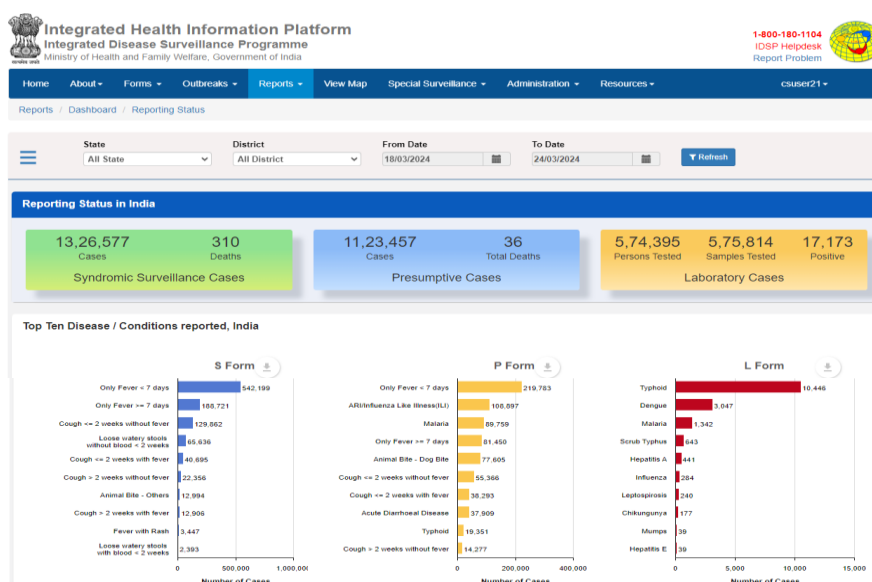 Integrated Health Information Platform
Integrated Disease Surveillance Programme
Ministry of Health and Family Welfare, Government of India
1-800-180-1104
IDSP Helpdesk
Report Problem
Home About Forms Outbreaks Reports View Map Special Surveillance Administration Resources csuser21
Reports / Dashboard / Reporting Status
State District From Date To Date
All State All District 18/03/2024 24/03/2024 Refresh
Reporting Status in India
13,26,577 310 11,23,457 36 5,74,395 5,75,814 17,173
Cases Deaths Cases Total Deaths Persons Tested Samples Tested Positive
Syndromic Surveillance Cases Presumptive Cases Laboratory Cases
Top Ten Disease / Conditions reported, India
S Form
Only Fever < 7 days 542,199
Only Fever >= 7 days 188,721
Cough <= 2 weeks without fever 129,862
Loose watery stools
without blood < 2 weeks 65,636
Cough <= 2 weeks with fever 40,695
Cough > 2 weeks without fever 22,356
Animal Bite - Others 12,994
Cough > 2 weeks with fever 12,906
Fever with Rash 3,447
Loose watery stools
with blood < 2 weeks 2,393
0 500,000 1,000,00
Number of Cases
P Form
Only Fever < 7 days 219,783
ARI/Influenza Like Illness(ILI) 108,897
Malaria 89,759
Only Fever >= 7 days 81,450
Animal Bite - Dog Bite 77,605
Cough <= 2 weeks without fever 55,366
Cough <= 2 weeks with fever 38,293
Acute Diarrhoeal Disease 37,909
Typhoid 19,351
Cough > 2 weeks without fever 14,277
0 200,000 400,000
Number of Cases
L Form
Typhoid 10,446
Dengue 3,047
Malaria 1,342
Scrub Typhus 643
Hepatitis A 441
Influenza 284
Leptospirosis 240
Chikungunya 177
Mumps 39
Hepatitis E 39
0 5,000 10,000 15,000
Number of Cases